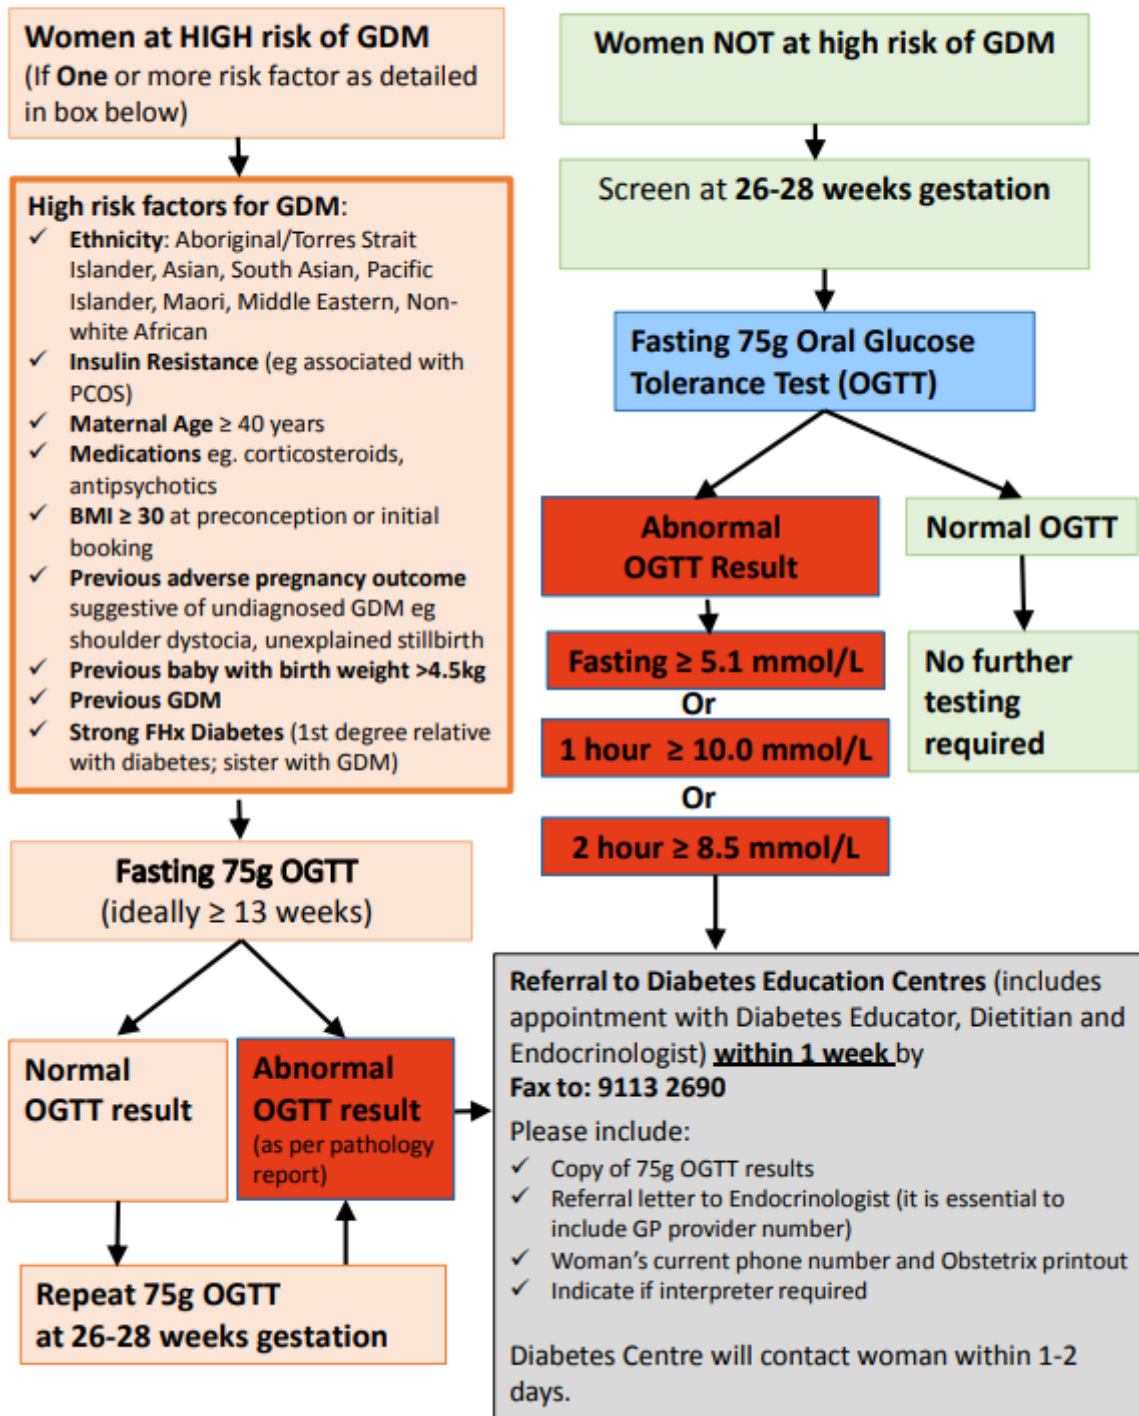 Women at HIGH risk of GDM
(If One or more risk factor as detailed
in box below)
High risk factors for GDM:
✓ Ethnicity: Aboriginal/Torres Strait
Islander, Asian, South Asian, Pacific
Islander, Maori, Middle Eastern, Non-
white African
✓ Insulin Resistance (eg associated with
PCOS)
✓ Maternal Age ≥ 40 years
✓ Medications eg. corticosteroids,
antipsychotics
✓ BMI ≥ 30 at preconception or initial
booking
✓ Previous adverse pregnancy outcome
suggestive of undiagnosed GDM eg
shoulder dystocia, unexplained stillbirth
✓ Previous baby with birth weight >4.5kg
✓ Previous GDM
✓ Strong FHx Diabetes (1st degree relative
with diabetes; sister with GDM)
Fasting 75g OGTT
(ideally ≥ 13 weeks)
Normal
OGTT result
Abnormal
OGTT result
(as per pathology
report)
Repeat 75g OGTT
at 26-28 weeks gestation
Women NOT at high risk of GDM
Screen at 26-28 weeks gestation
Fasting 75g Oral Glucose
Tolerance Test (OGTT)
Abnormal
OGTT Result
Fasting ≥ 5.1 mmol/L
Or
1 hour ≥ 10.0 mmol/L
Or
2 hour ≥ 8.5 mmol/L
Normal OGTT
No further
testing
required
Referral to Diabetes Education Centres (includes
appointment with Diabetes Educator, Dietitian and
Endocrinologist) within 1 week by
Fax to: 9113 2690
Please include:
✓ Copy of 75g OGTT results
✓ Referral letter to Endocrinologist (it is essential to
include GP provider number)
✓ Woman's current phone number and Obstetrix printout
✓ Indicate if interpreter required
Diabetes Centre will contact woman within 1-2
days.